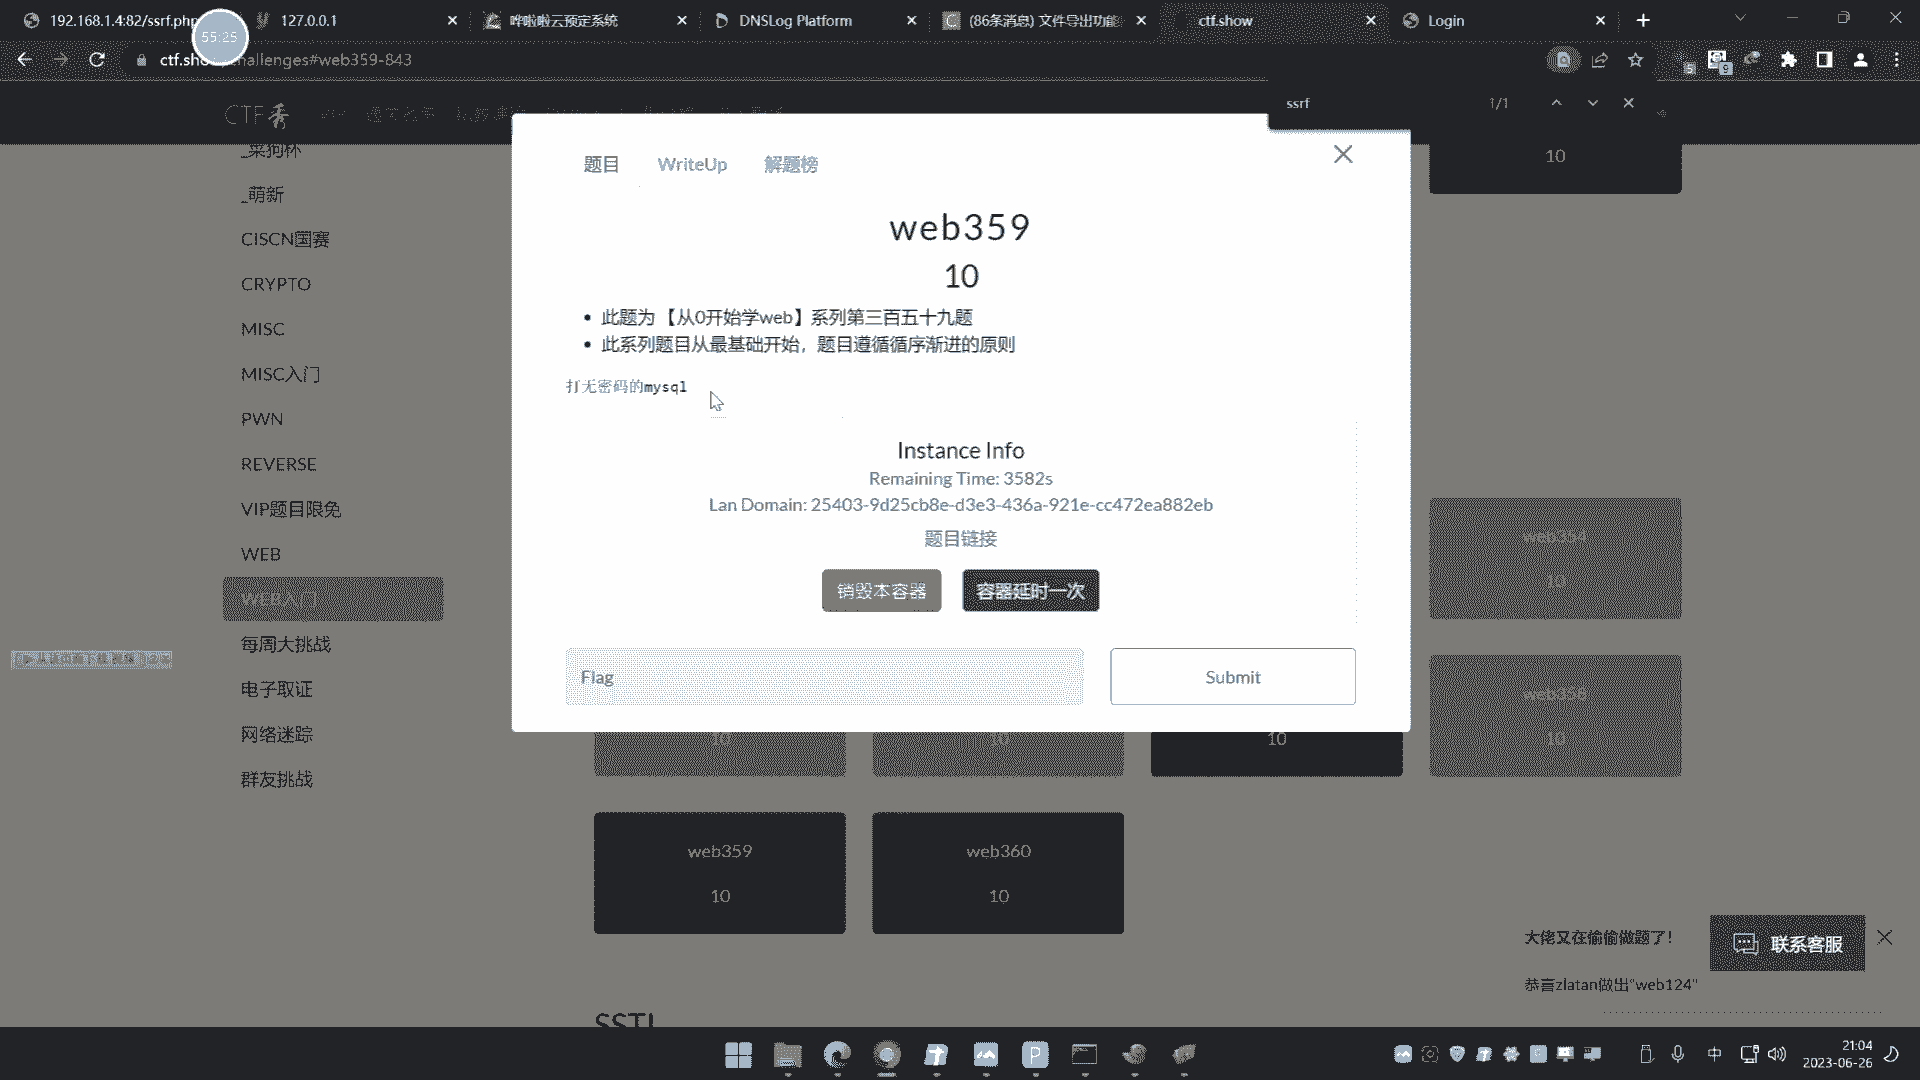 192.168.1.4:82/ssrf.php
127.0.0.1
哗啦啦云预定系统
DNSLog Platform
(86条消息) 文件导出功能
ctf.show
Login
55:25
ctf.sho
hallenges#web359-843
5
9
CTF秀
ssrf
1/1
_菜狗杯
_萌新
CISCN国赛
CRYPTO
MISC
MISC入门
PWN
REVERSE
VIP题目限免
WEB
WEB入门
每周大挑战
电子取证
网络迷踪
群友挑战
题目
WriteUp
解题榜
web359
10
此题为 【从0开始学web】系列第三百五十九题
此系列题目从最基础开始，题目遵循循序渐进的原则
打无密码的mysql
Instance Info
Remaining Time: 3582s
Lan Domain: 25403-9d25cb8e-d3e3-436a-921e-cc472ea882eb
题目链接
销毁本容器
容器延时一次
Flag
Submit
10
web354
10
web358
10
10
10
10
web359
10
web360
10
SSTI
大佬又在偷偷做题了！
恭喜zlatan做出"web124"
联系客服
中
21:04
2023-06-26